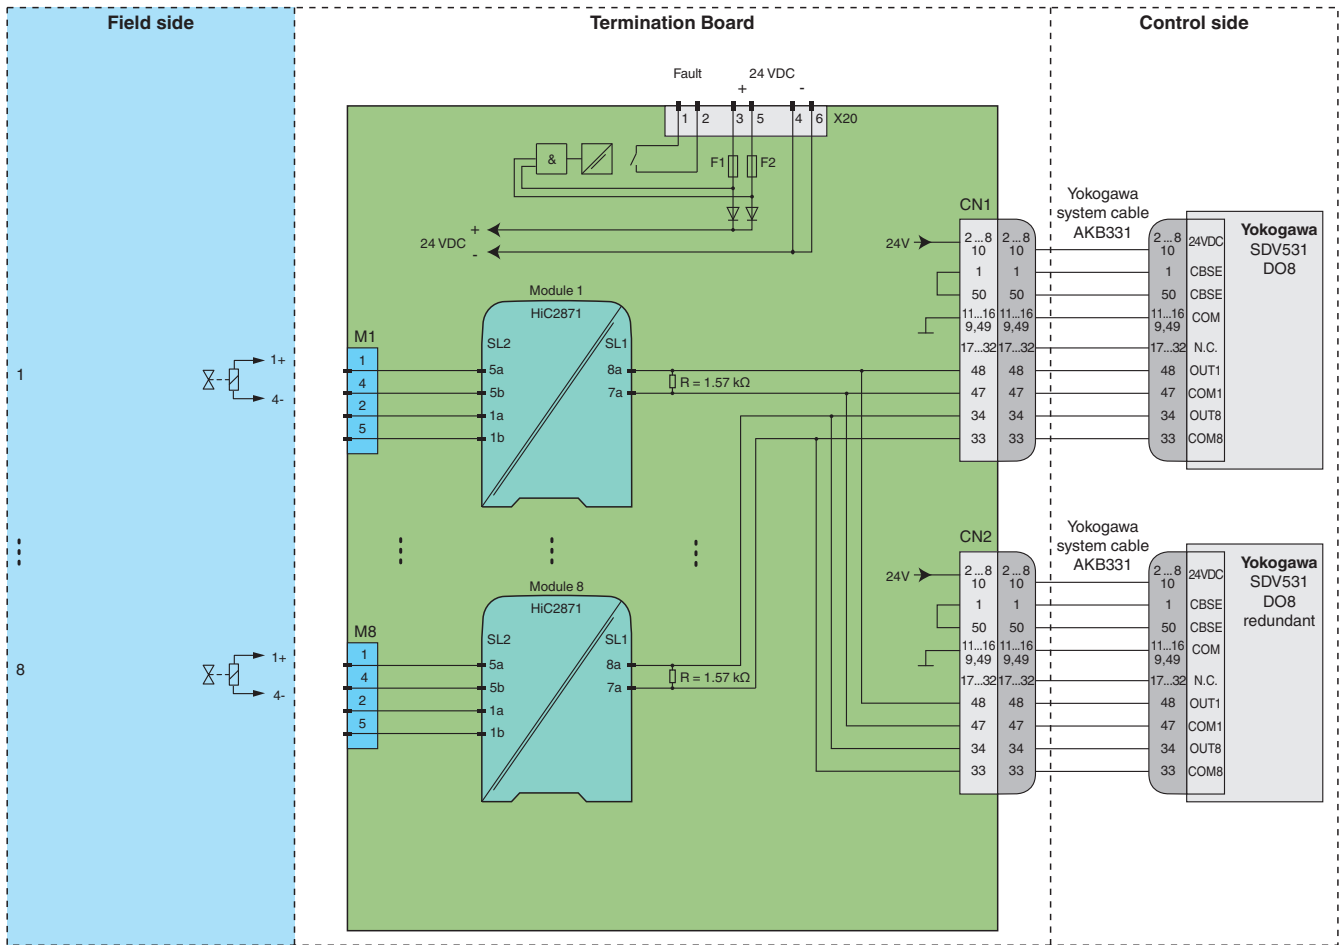 Field side
Termination Board
Control side
Fault
24 VDC
+
-
1 2 3 5 4 6 X20
&
F1
F2
+
24 VDC
-
Module 1
HiC2871
SL2
SL1
M1
1
4
2
5
5a
5b
1a
1b
8a
7a
R = 1.57 kΩ
1
1+
4-
Module 8
HiC2871
SL2
SL1
M8
1
4
2
5
5a
5b
1a
1b
8a
7a
R = 1.57 kΩ
8
1+
4-
CN1
Yokogawa
system cable
AKB331
Yokogawa
SDV531
DO8
24V
2...8 2...8 2...8 24VDC
10 10 10
1 1 1 CBSE
50 50 50 CBSE
11...16 11...16 11...16 COM
9,49 9,49 9,49
17...32 17...32 17...32 N.C.
48 48 48 OUT1
47 47 47 COM1
34 34 34 OUT8
33 33 33 COM8
CN2
Yokogawa
system cable
AKB331
Yokogawa
SDV531
DO8
redundant
24V
2...8 2...8 2...8 24VDC
10 10 10
1 1 1 CBSE
50 50 50 CBSE
11...16 11...16 11...16 COM
9,49 9,49 9,49
17...32 17...32 17...32 N.C.
48 48 48 OUT1
47 47 47 COM1
34 34 34 OUT8
33 33 33 COM8